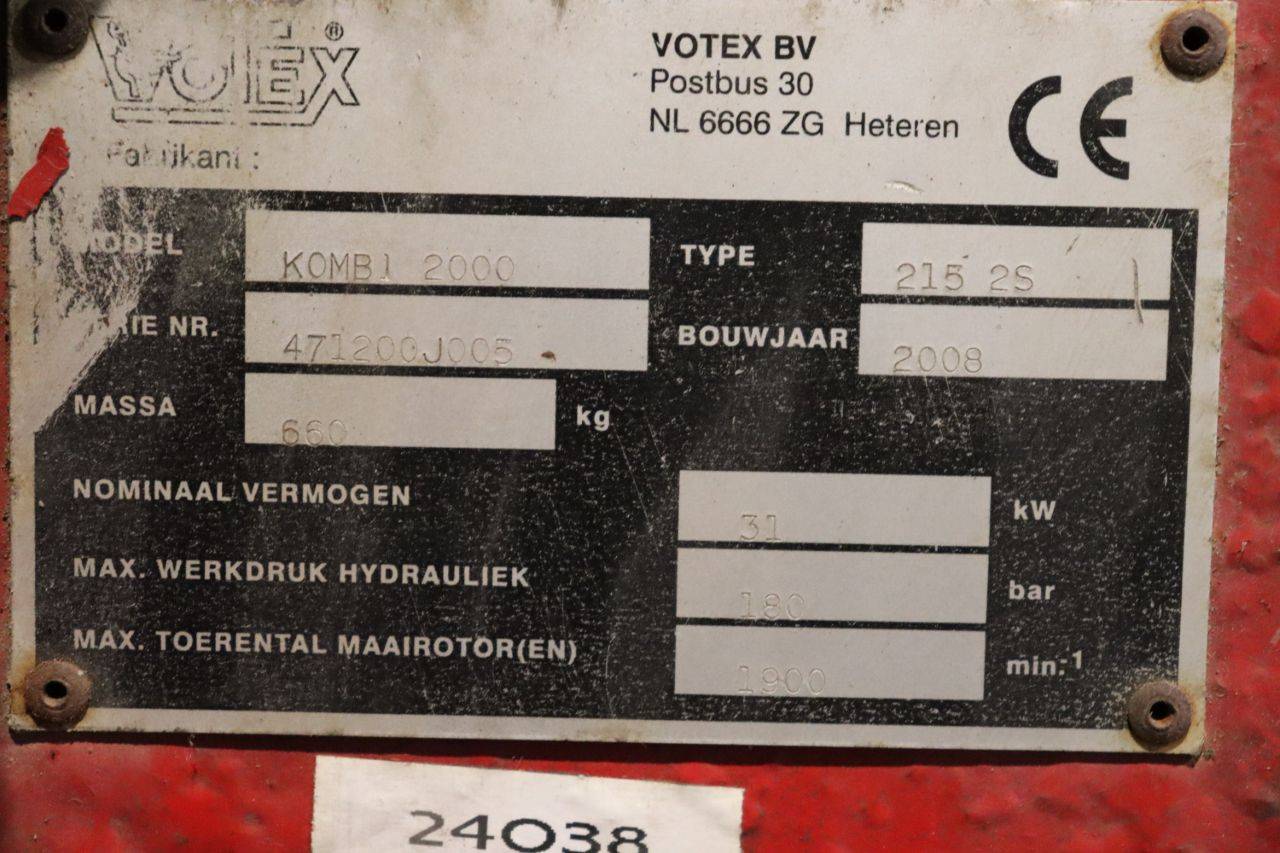 VOTEX®
VOTEX BV
Postbus 30
NL 6666 ZG Heteren
CE
Fabrikant :
MODEL KOMBI 2000 TYPE 215 2S
SERIE NR. 471200J005 BOUWJAAR 2008
MASSA 660 kg
NOMINAAL VERMOGEN 31 kW
MAX. WERKDRUK HYDRAULIEK 180 bar
MAX. TOERENTAL MAAIROTOR(EN) 1900 min.-1
24038